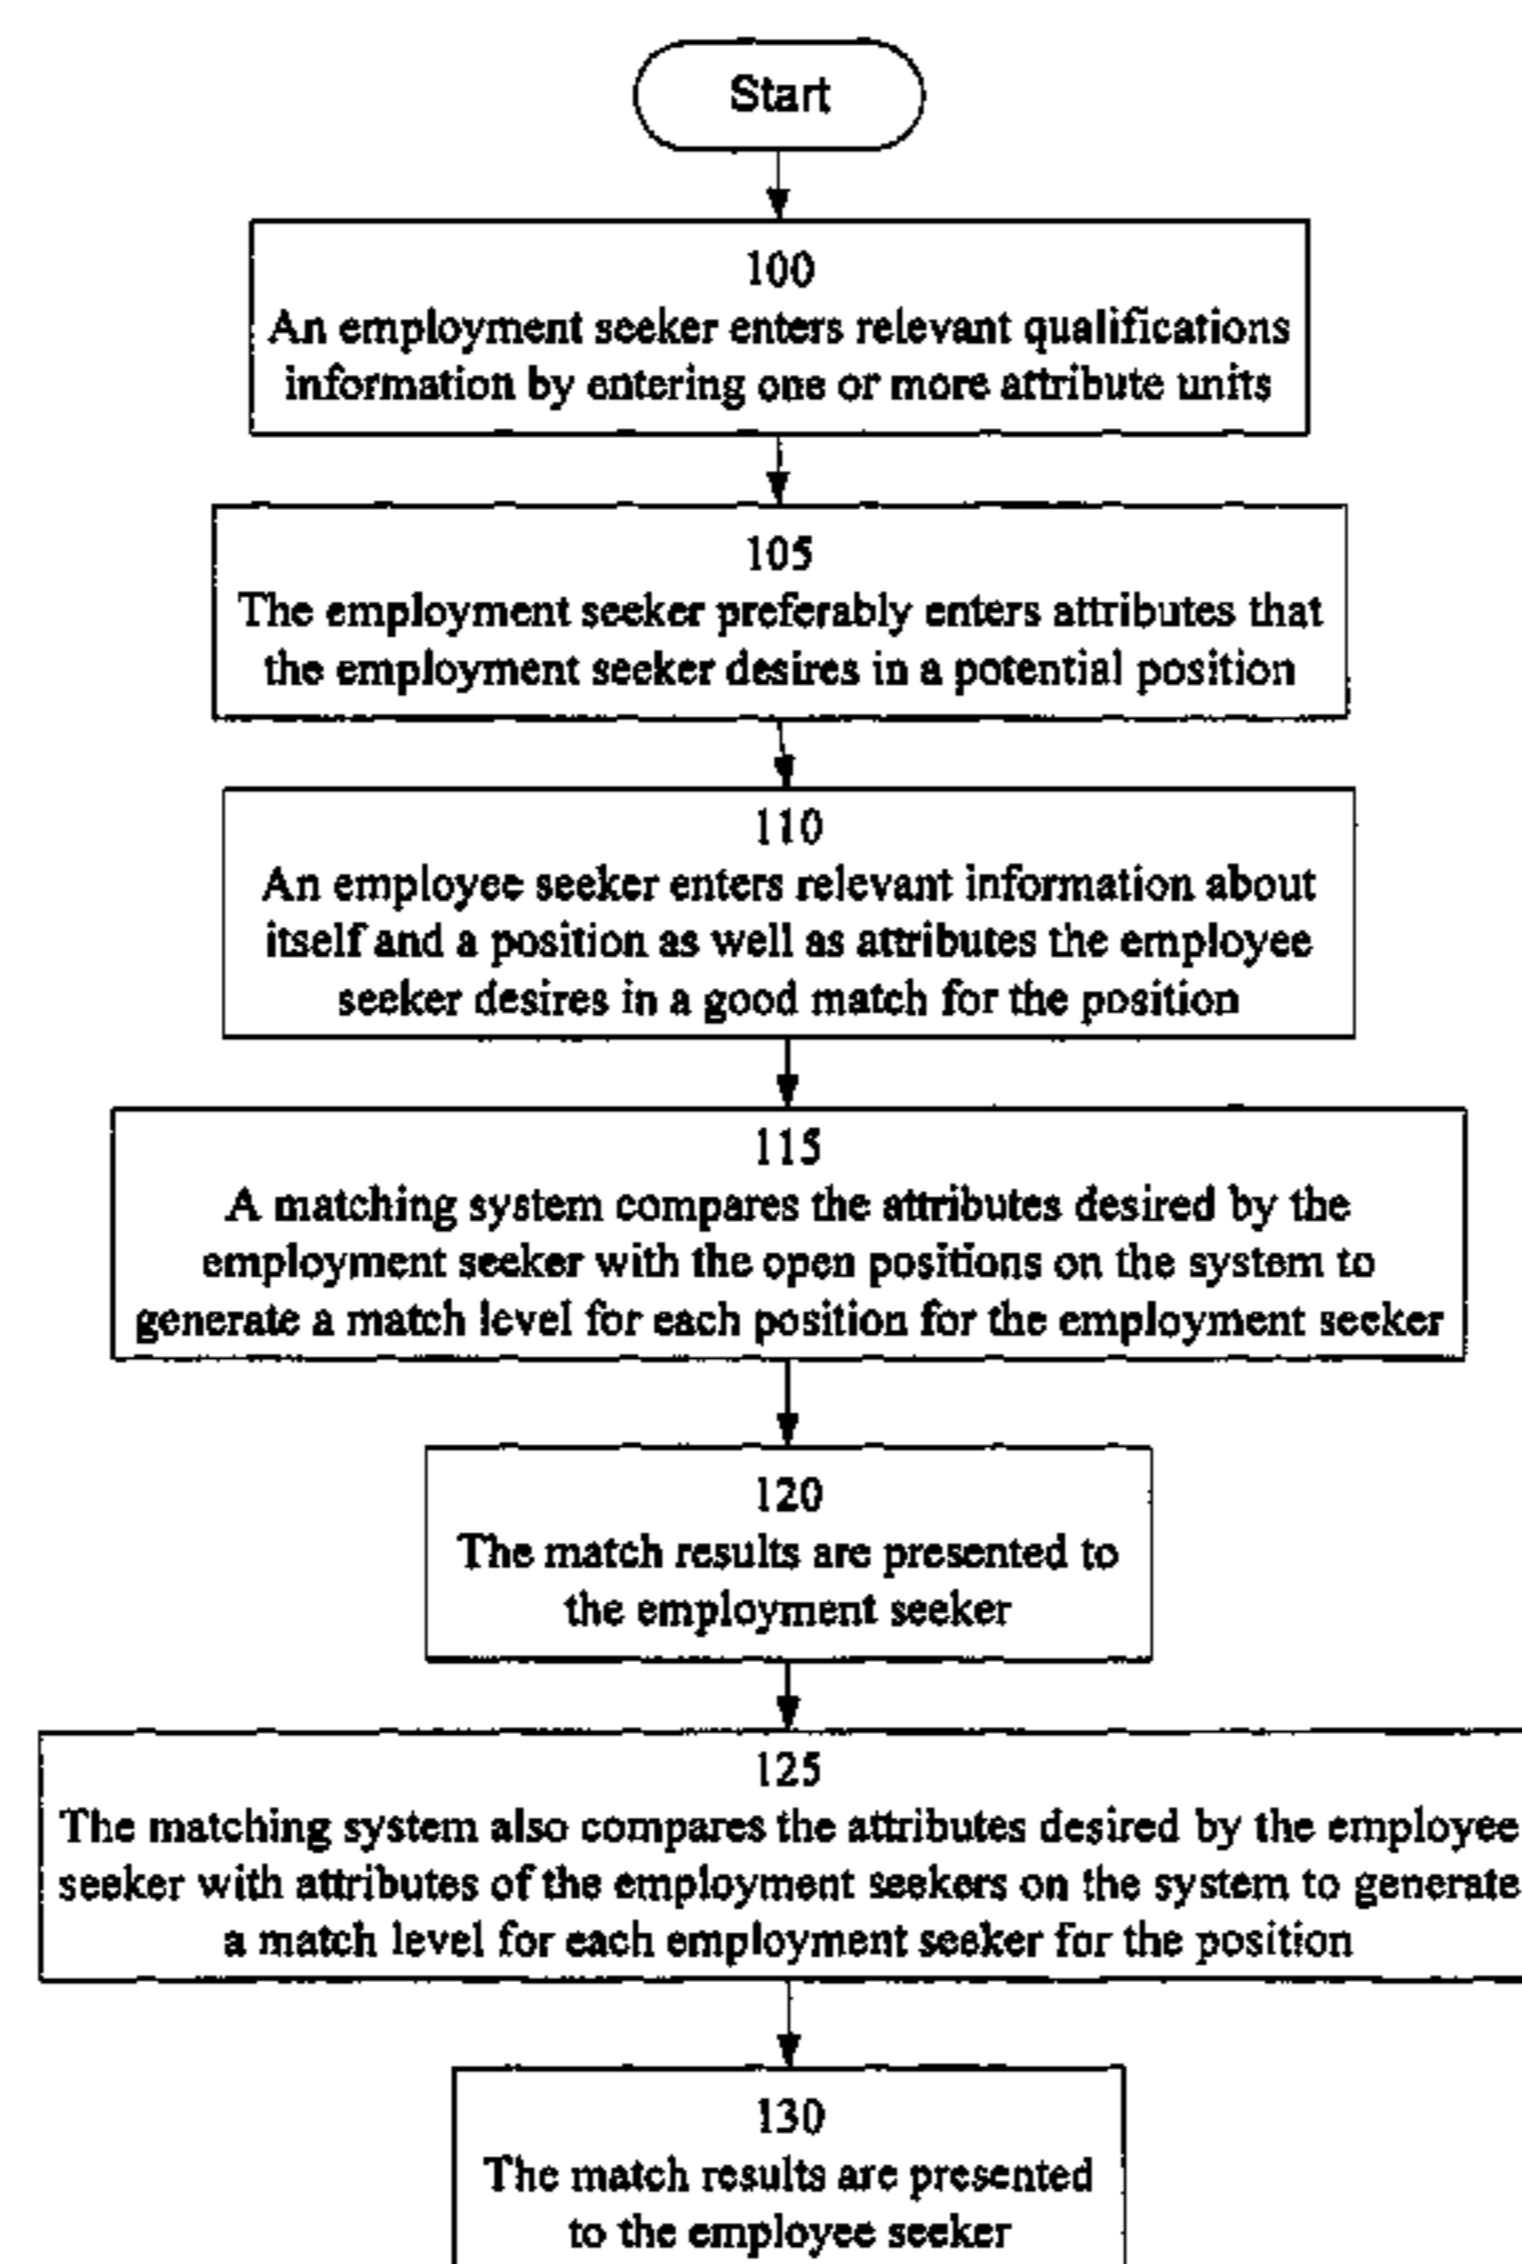 Start
100
An employment seeker enters relevant qualifications
information by entering one or more attribute units
105
The employment seeker preferably enters attributes that
the employment seeker desires in a potential position
110
An employee seeker enters relevant information about
itself and a position as well as attributes the employee
seeker desires in a good match for the position
115
A matching system compares the attributes desired by the
employment seeker with the open positions on the system to
generate a match level for each position for the employment seeker
120
The match results are presented to
the employment seeker
125
The matching system also compares the attributes desired by the employee
seeker with attributes of the employment seekers on the system to generate
a match level for each employment seeker for the position
130
The match results are presented
to the employee seeker